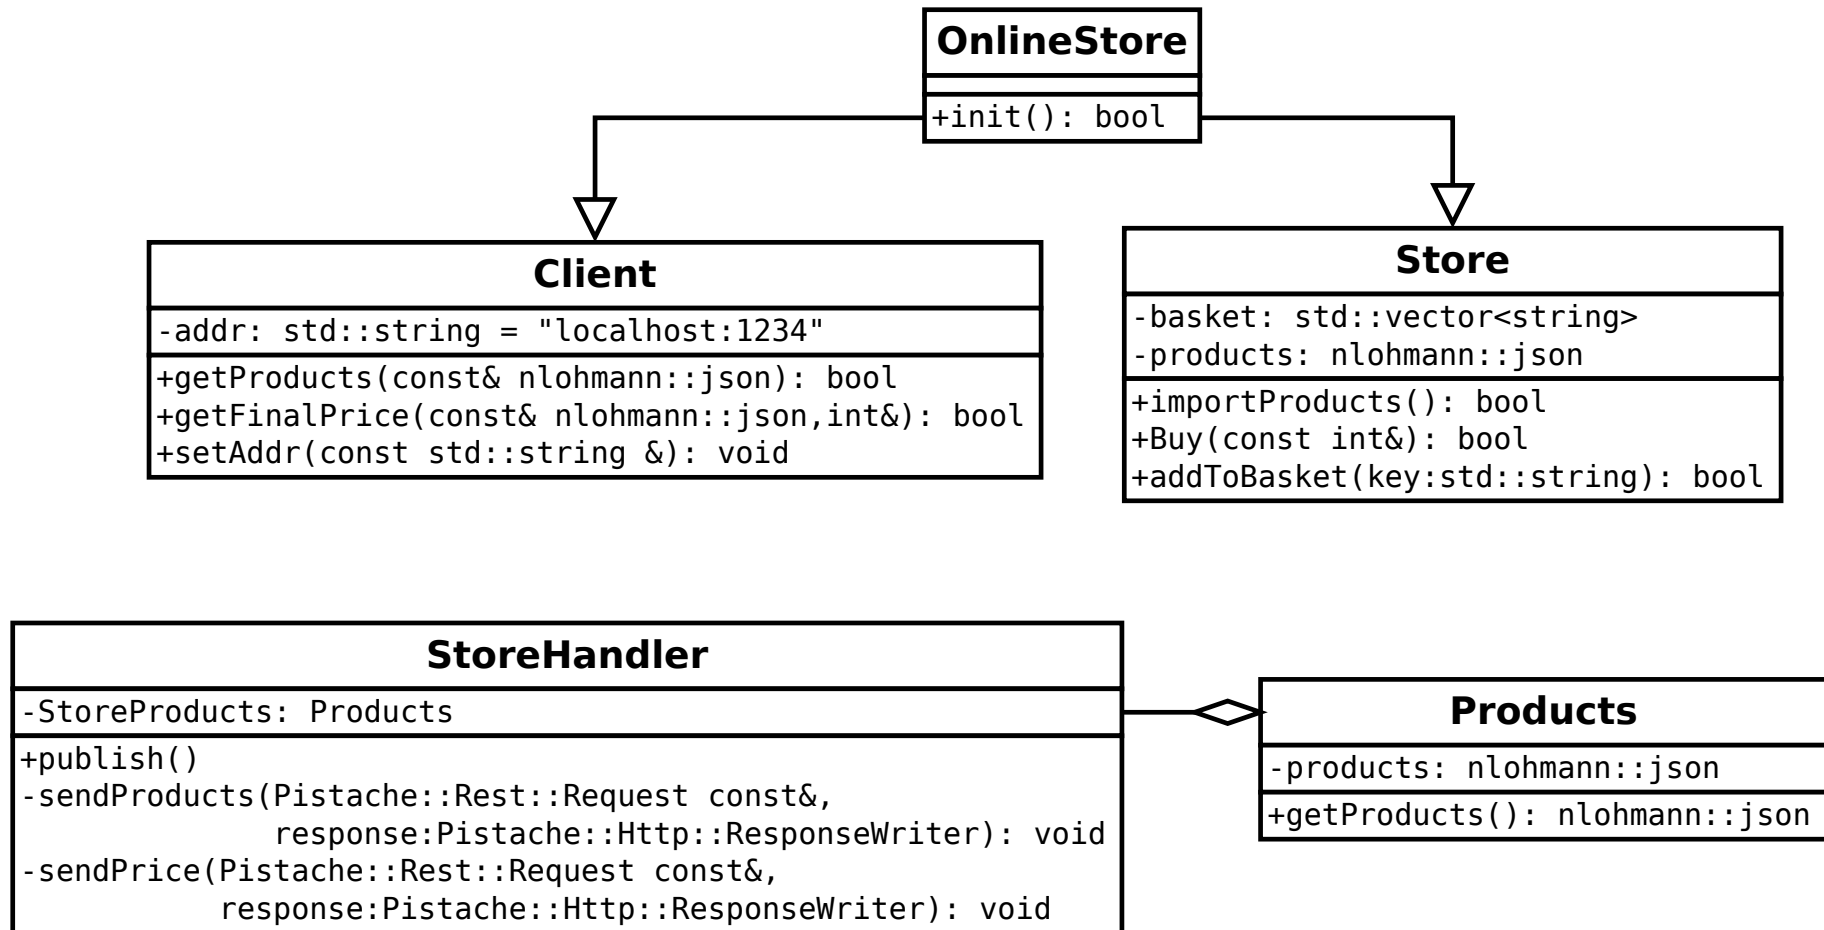 OnlineStore
+init(): bool
Client
-addr: std::string = "localhost:1234"
+getProducts(const& nlohmann::json): bool
+getFinalPrice(const& nlohmann::json,int&): bool
+setAddr(const std::string &): void
Store
-basket: std::vector<string>
-products: nlohmann::json
+importProducts(): bool
+Buy(const int&): bool
+addToBasket(key:std::string): bool
StoreHandler
-StoreProducts: Products
+publish()
-sendProducts(Pistache::Rest::Request const&,
response:Pistache::Http::ResponseWriter): void
-sendPrice(Pistache::Rest::Request const&,
response:Pistache::Http::ResponseWriter): void
Products
-products: nlohmann::json
+getProducts(): nlohmann::json